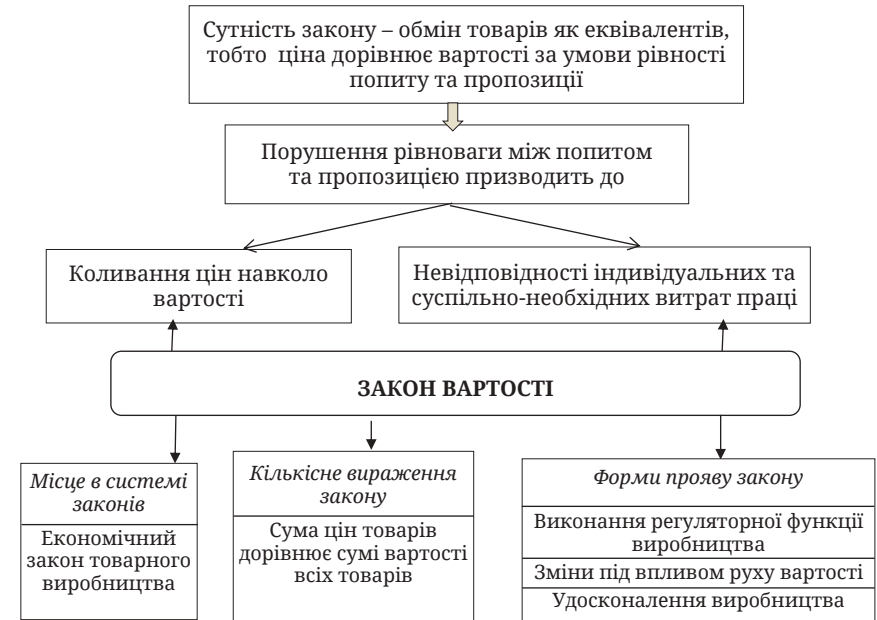 Сутність закону – обмін товарів як еквівалентів,
тобто ціна дорівнює вартості за умови рівності
попиту та пропозиції
Порушення рівноваги між попитом
та пропозицією призводить до
Коливання цін навколо
вартості
Невідповідності індивідуальних та
суспільно-необхідних витрат праці
ЗАКОН ВАРТОСТІ
Місце в системі
законів
Економічний
закон товарного
виробництва
Кількісне вираження
закону
Сума цін товарів
дорівнює сумі вартості
всіх товарів
Форми прояву закону
Виконання регуляторної функції
виробництва
Зміни під впливом руху вартості
Удосконалення виробництва